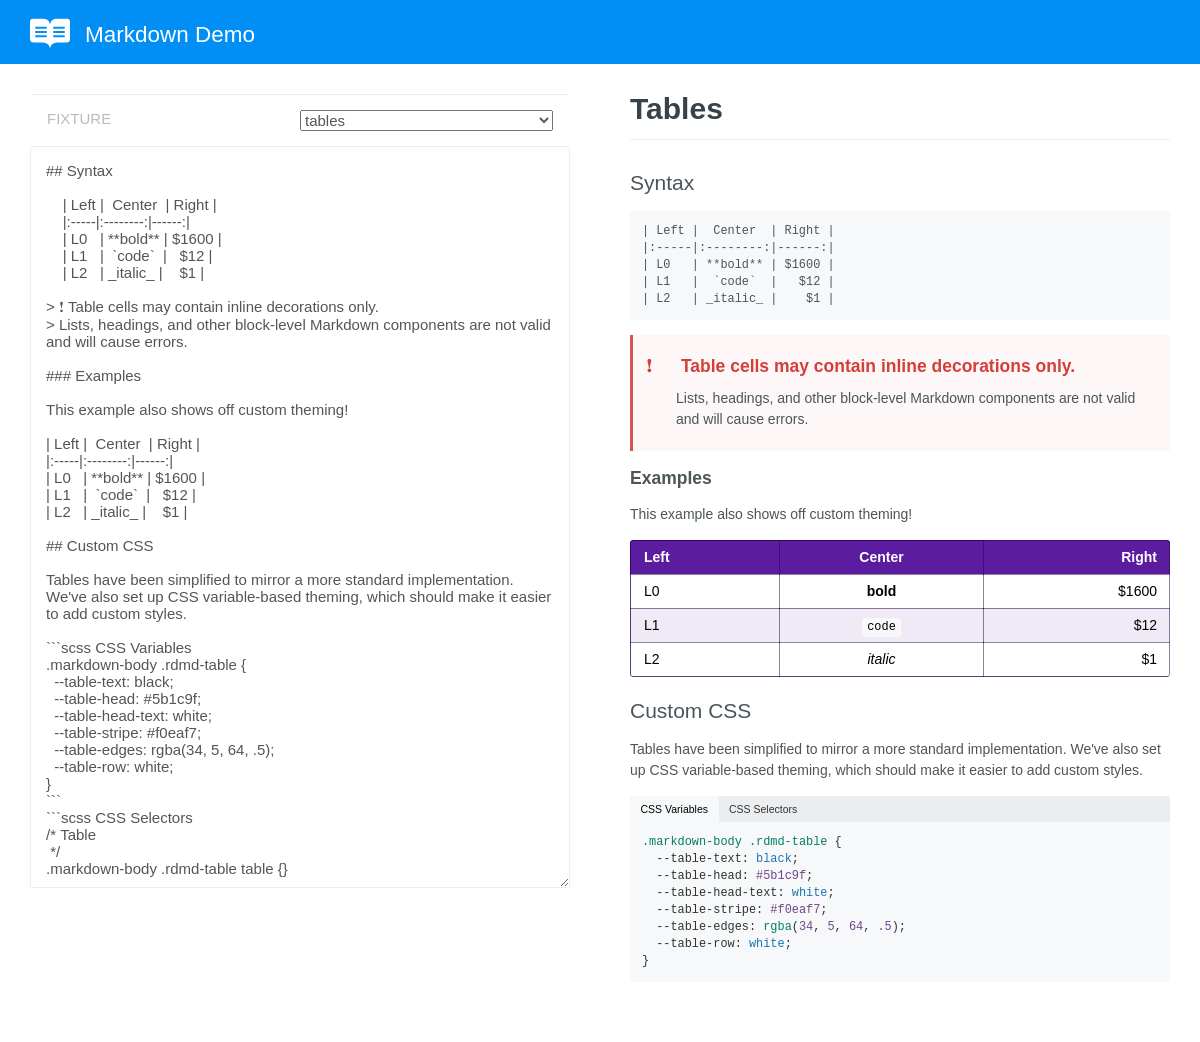 Markdown Demo
FIXTURE
tables
## Syntax
    | Left |  Center  | Right |
    |:-----|:--------:|------:|
    | L0   | **bold** | $1600 |
    | L1   |  `code`  |   $12 |
    | L2   | _italic_ |    $1 |
> ❗ Table cells may contain inline decorations only.
> Lists, headings, and other block-level Markdown components are not valid
and will cause errors.
### Examples
This example also shows off custom theming!
| Left |  Center  | Right |
|:-----|:--------:|------:|
| L0   | **bold** | $1600 |
| L1   |  `code`  |   $12 |
| L2   | _italic_ |    $1 |
## Custom CSS
Tables have been simplified to mirror a more standard implementation.
We've also set up CSS variable-based theming, which should make it easier
to add custom styles.
```scss CSS Variables
.markdown-body .rdmd-table {
  --table-text: black;
  --table-head: #5b1c9f;
  --table-head-text: white;
  --table-stripe: #f0eaf7;
  --table-edges: rgba(34, 5, 64, .5);
  --table-row: white;
}
```
```scss CSS Selectors
/* Table
 */
.markdown-body .rdmd-table table {}
Tables
Syntax
| Left |  Center  | Right |
|:-----|:--------:|------:|
| L0   | **bold** | $1600 |
| L1   |  `code`  |   $12 |
| L2   | _italic_ |    $1 |
❗ Table cells may contain inline decorations only.
Lists, headings, and other block-level Markdown components are not valid
and will cause errors.
Examples
This example also shows off custom theming!
Left Center Right
L0 bold $1600
L1 code $12
L2 italic $1
Custom CSS
Tables have been simplified to mirror a more standard implementation. We've also set
up CSS variable-based theming, which should make it easier to add custom styles.
CSS Variables CSS Selectors
.markdown-body .rdmd-table {
  --table-text: black;
  --table-head: #5b1c9f;
  --table-head-text: white;
  --table-stripe: #f0eaf7;
  --table-edges: rgba(34, 5, 64, .5);
  --table-row: white;
}